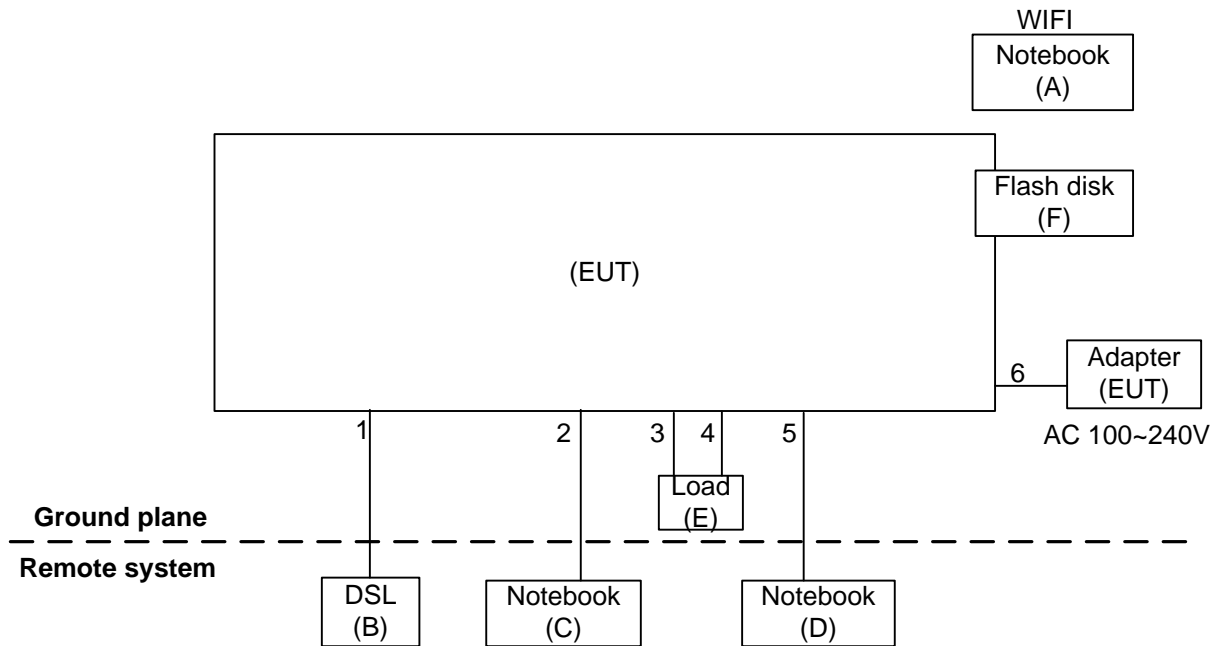 WIFI
Notebook
(A)
Flash disk
(F)
(EUT)
6
Adapter
(EUT)
AC 100~240V
1
2
3
4
5
Load
(E)
Ground plane
Remote system
DSL
(B)
Notebook
(C)
Notebook
(D)